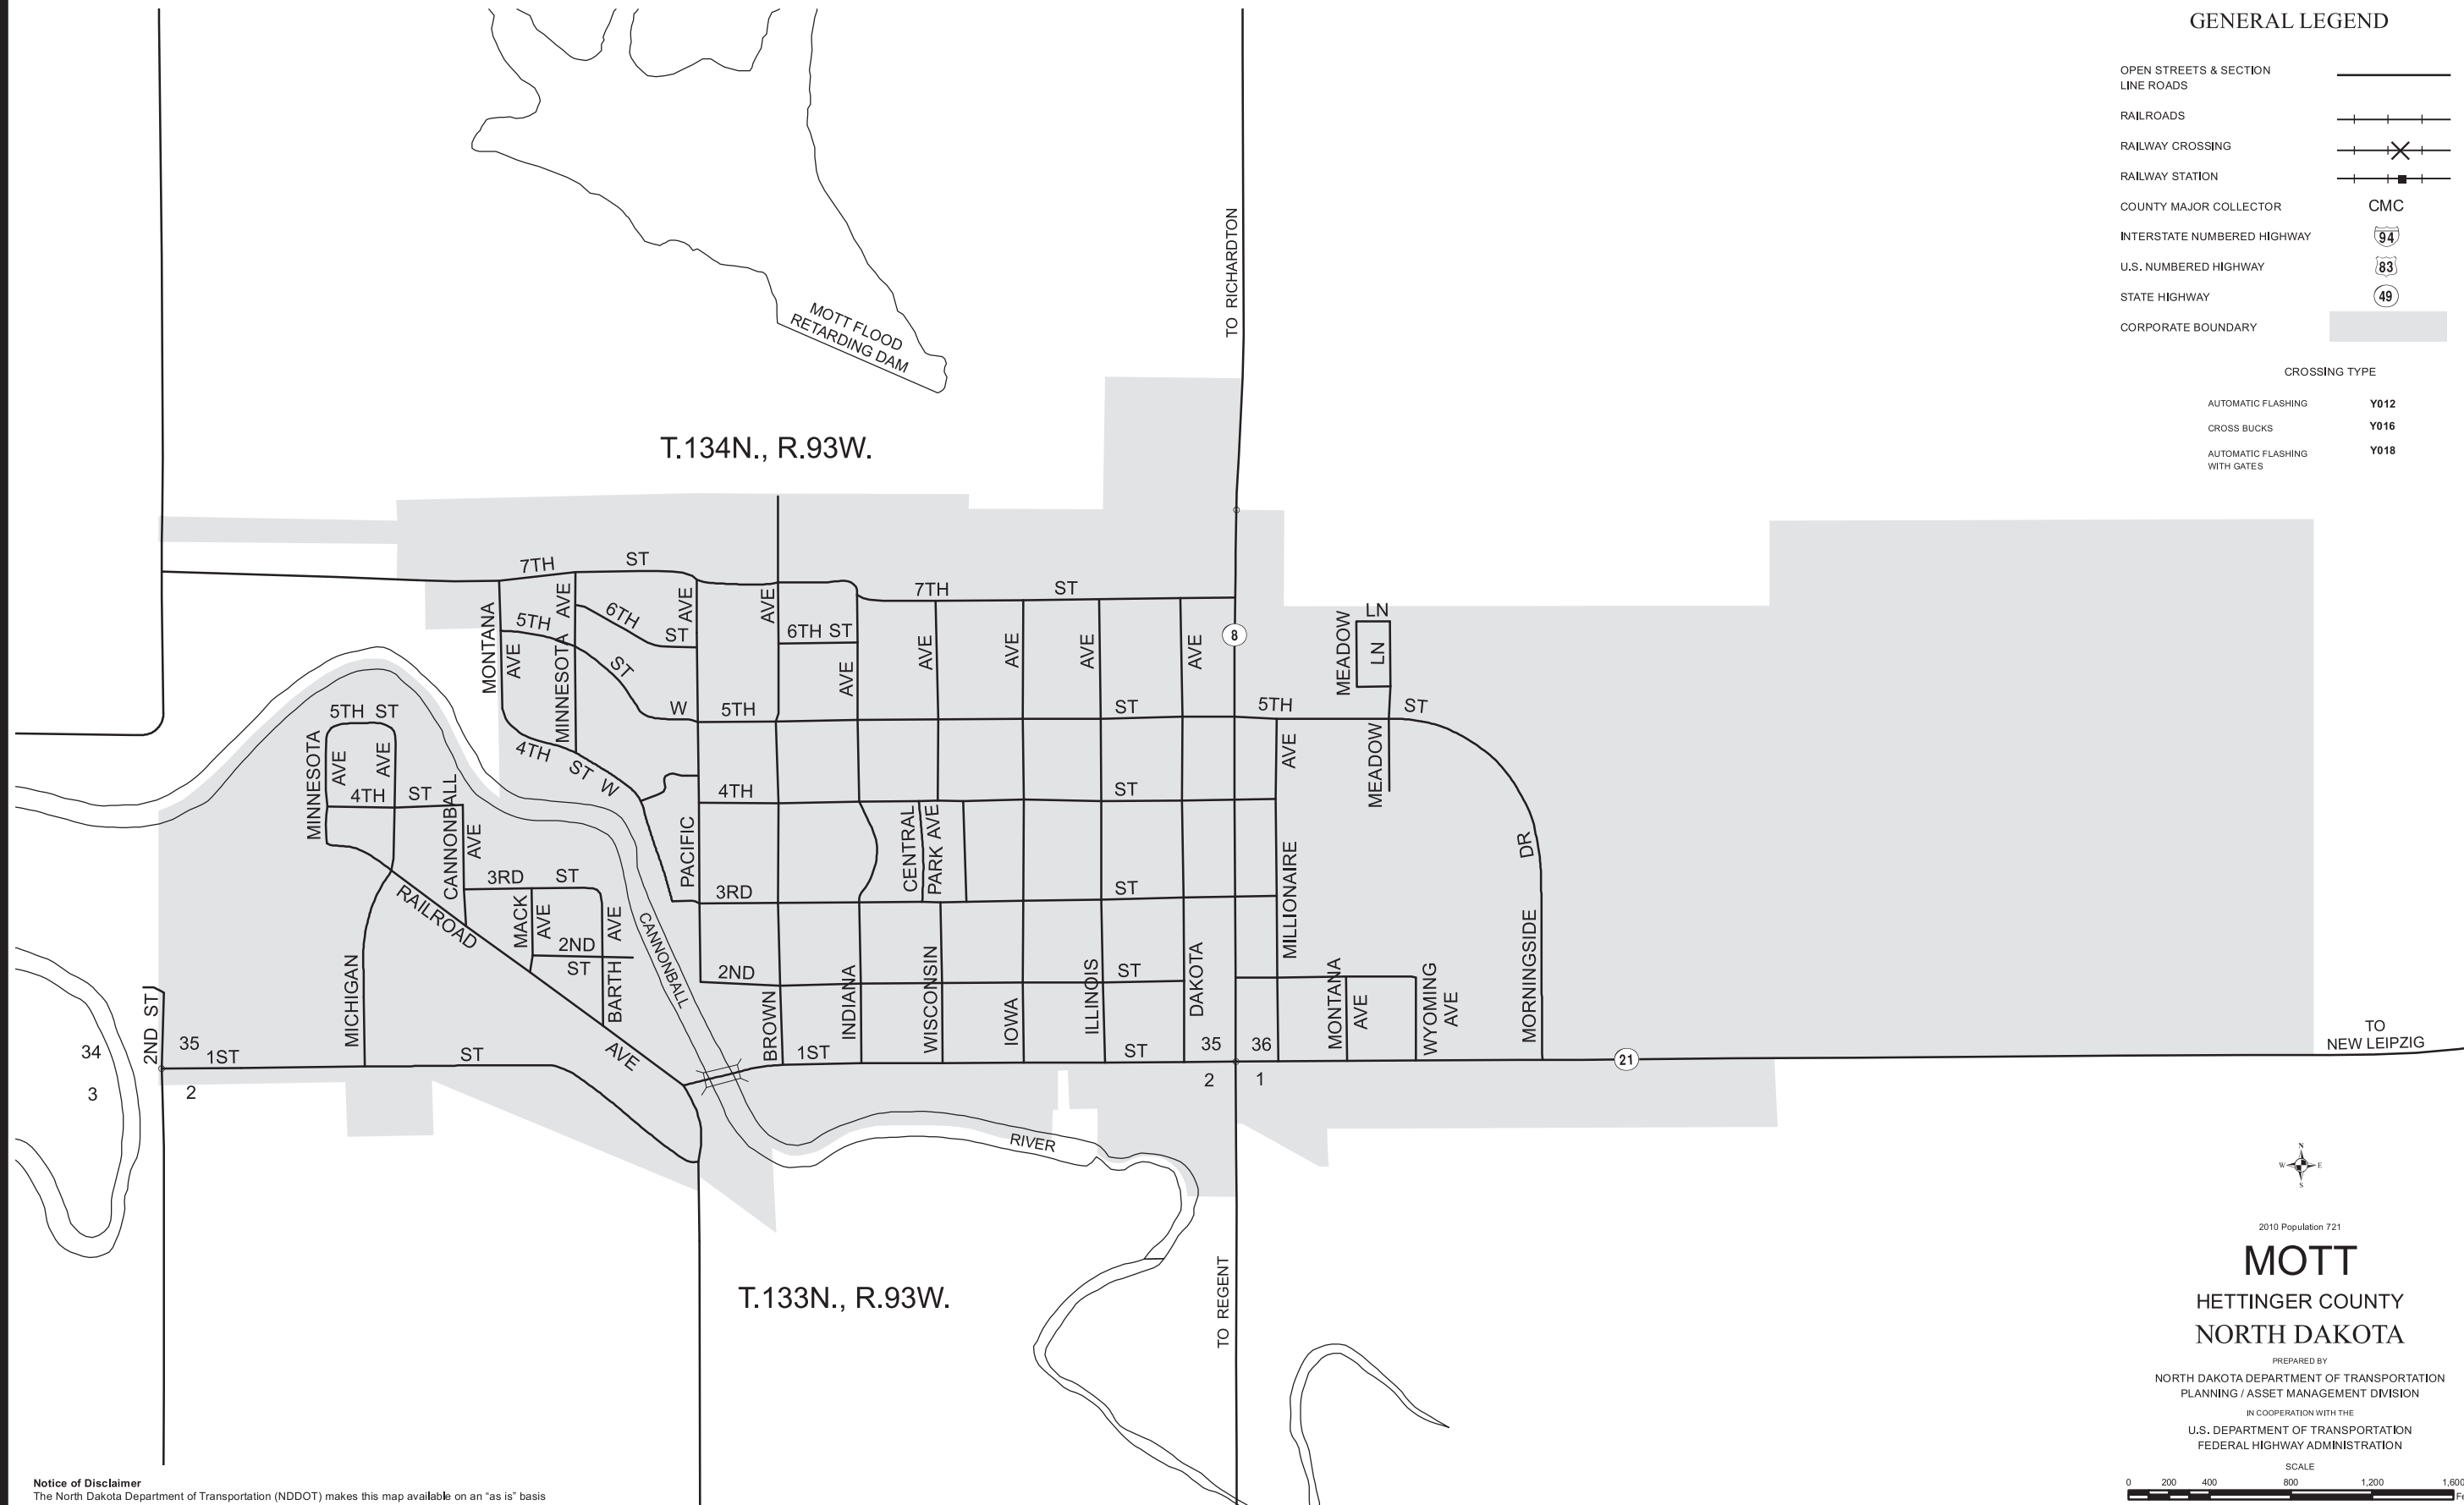 GENERAL LEGEND
OPEN STREETS & SECTION
LINE ROADS
RAILROADS
RAILWAY CROSSING
RAILWAY STATION
COUNTY MAJOR COLLECTOR
CMC
INTERSTATE NUMBERED HIGHWAY
94
U.S. NUMBERED HIGHWAY
83
STATE HIGHWAY
49
CORPORATE BOUNDARY
CROSSING TYPE
AUTOMATIC FLASHING
Y012
CROSS BUCKS
Y016
AUTOMATIC FLASHING
WITH GATES
Y018
TO RICHARDTON
MOTT FLOOD
RETARDING DAM
T.134N., R.93W.
7TH ST
7TH ST
MONTANA
AVE
MINNESOTA AVE
5TH
ST
W
6TH
ST
AVE
AVE
6TH ST
AVE
AVE
AVE
AVE
AVE
8
MEADOW
LN
LN
5TH ST
5TH ST
MINNESOTA
AVE
AVE
5TH ST
4TH ST
4TH
ST W
4TH ST
AVE
MEADOW
CANNONBALL
AVE
CENTRAL
PARK AVE
PACIFIC
3RD ST
3RD ST
MILLIONAIRE
DR
MORNINGSIDE
RAILROAD
AVE
MACK
AVE
AVE
BARTH
2ND
ST
CANNONBALL
2ND ST
MICHIGAN
2ND ST
BROWN
INDIANA
WISCONSIN
IOWA
ILLINOIS
DAKOTA
MONTANA
AVE
WYOMING
AVE
34
35
1ST ST
1ST ST
35
36
3
2
2
1
21
TO
NEW LEIPZIG
RIVER
TO REGENT
T.133N., R.93W.
N
W
E
S
2010 Population 721
MOTT
HETTINGER COUNTY
NORTH DAKOTA
PREPARED BY
NORTH DAKOTA DEPARTMENT OF TRANSPORTATION
PLANNING / ASSET MANAGEMENT DIVISION
IN COOPERATION WITH THE
U.S. DEPARTMENT OF TRANSPORTATION
FEDERAL HIGHWAY ADMINISTRATION
SCALE
0 200 400 800 1,200 1,600
Notice of Disclaimer
The North Dakota Department of Transportation (NDDOT) makes this map available on an "as is" basis